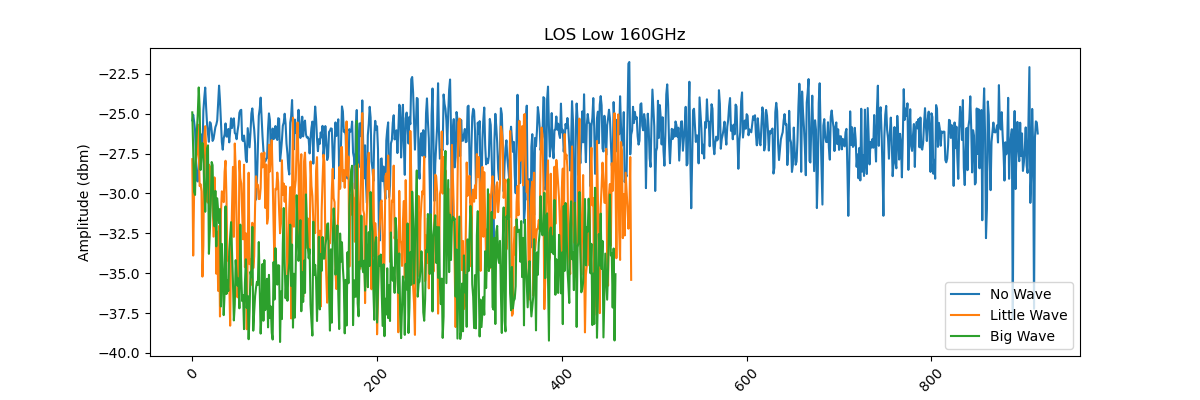 LOS Low 160GHz
Amplitude (dbm)
−22.5
−25.0
−27.5
−30.0
−32.5
−35.0
−37.5
−40.0
0
200
400
600
800
No Wave
Little Wave
Big Wave